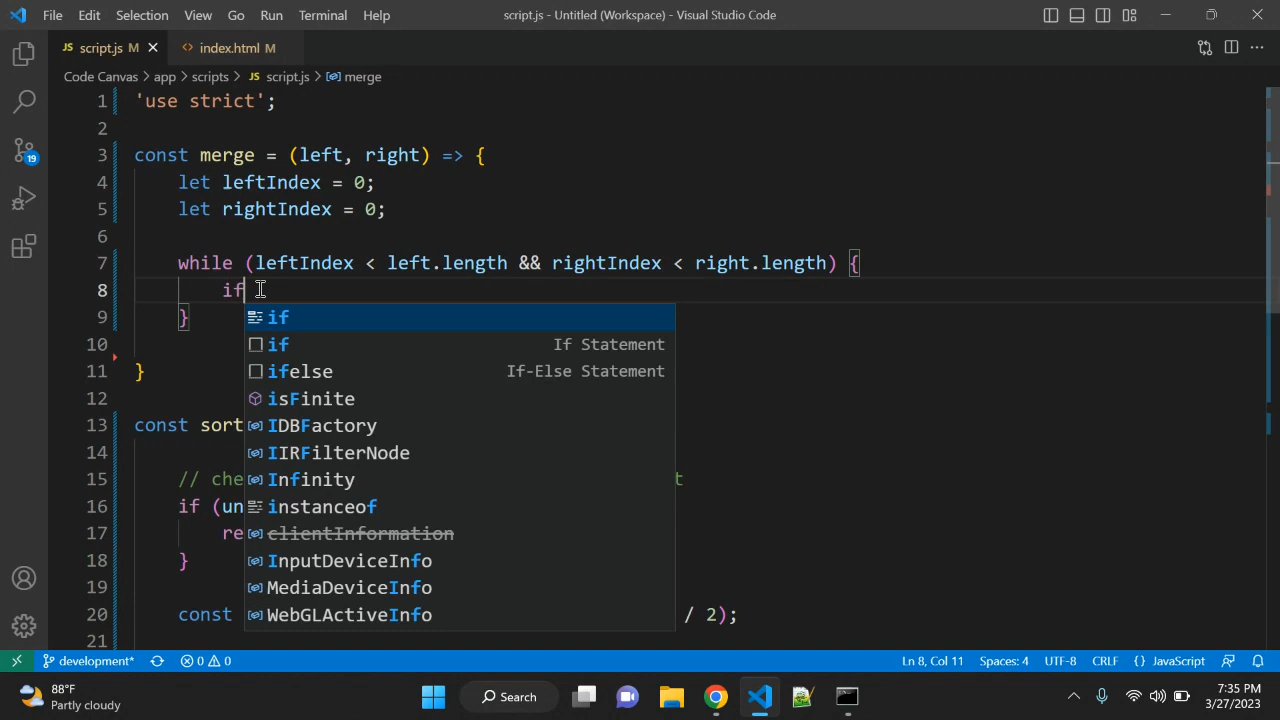 File Edit Selection View Go Run Terminal Help script.js - Untitled (Workspace) - Visual Studio Code
JS script.js M <> index.html M
Code Canvas > app > scripts > JS script.js > merge
1 'use strict';
2
3 const merge = (left, right) => {
4 let leftIndex = 0;
5 let rightIndex = 0;
6
7 while (leftIndex < left.length && rightIndex < right.length) {
8 if
9 }
10
11 }
12
13 const sort
14
15 // che t
16 if (un
17 re
18 }
19
20 const / 2);
21
if
if If Statement
ifelse If-Else Statement
isFinite
IDBFactory
IIRFilterNode
Infinity
instanceof
clientInformation
InputDeviceInfo
MediaDeviceInfo
WebGLActiveInfo
19
development* 0 0 Ln 8, Col 11 Spaces: 4 UTF-8 CRLF {} JavaScript
88°F
Partly cloudy
Search
7:35 PM
3/27/2023